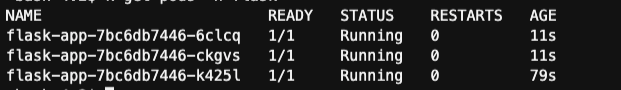 NAME READY STATUS RESTARTS AGE
flask-app-7bc6db7446-6clcq 1/1 Running 0 11s
flask-app-7bc6db7446-ckgvs 1/1 Running 0 11s
flask-app-7bc6db7446-k425l 1/1 Running 0 79s